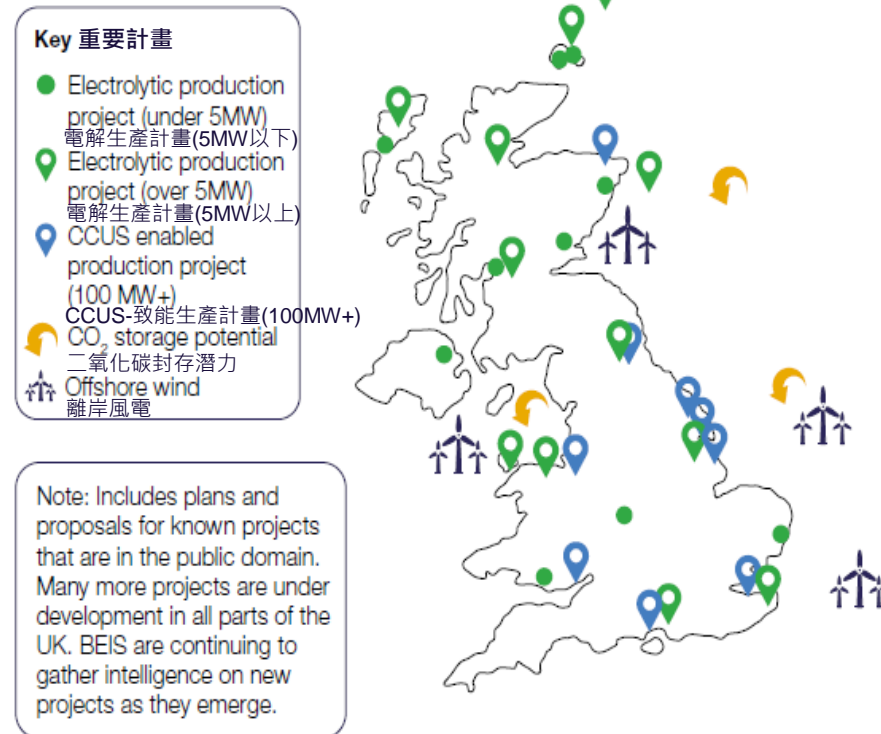 Key 重要計畫
Electrolytic production
project (under 5MW)
電解生產計畫(5MW以下)
Electrolytic production
project (over 5MW)
電解生產計畫(5MW以上)
CCUS enabled
production project
(100 MW+)
CCUS-致能生產計畫(100MW+)
CO₂ storage potential
二氧化碳封存潛力
Offshore wind
離岸風電
Note: Includes plans and
proposals for known projects
that are in the public domain.
Many more projects are under
development in all parts of the
UK. BEIS are continuing to
gather intelligence on new
projects as they emerge.